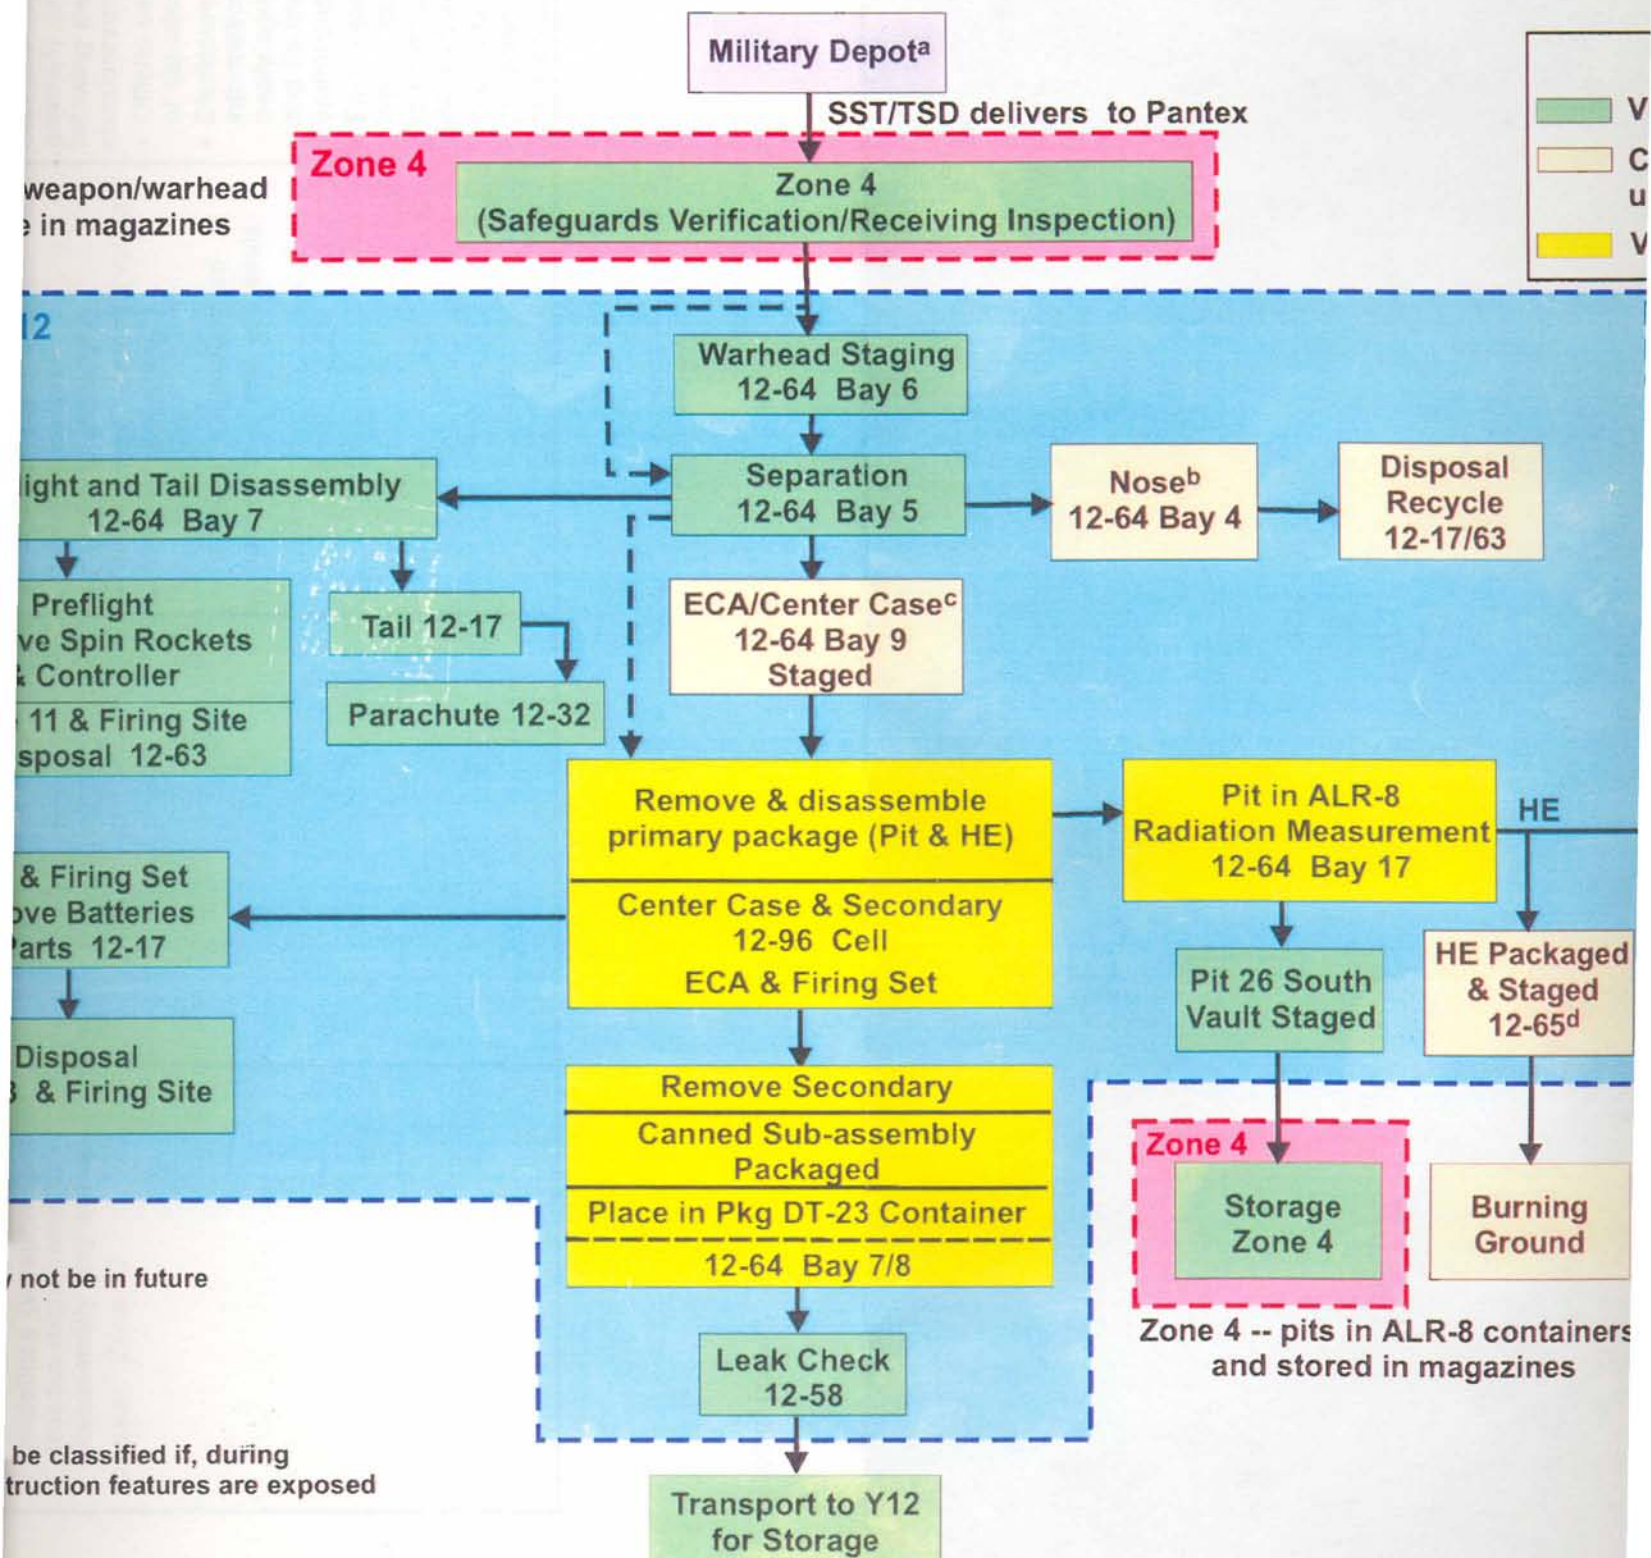 Military Depotᵃ
SST/TSD delivers to Pantex
Zone 4
Zone 4
(Safeguards Verification/Receiving Inspection)
weapon/warhead
in magazines
V
C
u
V
12
Warhead Staging
12-64 Bay 6
ight and Tail Disassembly
12-64 Bay 7
Separation
12-64 Bay 5
Noseᵇ
12-64 Bay 4
Disposal
Recycle
12-17/63
Preflight
ve Spin Rockets
& Controller
11 & Firing Site
sposal 12-63
Tail 12-17
Parachute 12-32
ECA/Center Caseᶜ
12-64 Bay 9
Staged
Remove & disassemble
primary package (Pit & HE)
Center Case & Secondary
12-96 Cell
ECA & Firing Set
Pit in ALR-8
Radiation Measurement
12-64 Bay 17
HE
& Firing Set
ove Batteries
arts 12-17
Disposal
& Firing Site
Pit 26 South
Vault Staged
HE Packaged
& Staged
12-65ᵈ
Remove Secondary
Canned Sub-assembly
Packaged
Place in Pkg DT-23 Container
12-64 Bay 7/8
Zone 4
Storage
Zone 4
Burning
Ground
Zone 4 -- pits in ALR-8 containers
and stored in magazines
Leak Check
12-58
Transport to Y12
for Storage
not be in future
be classified if, during
truction features are exposed